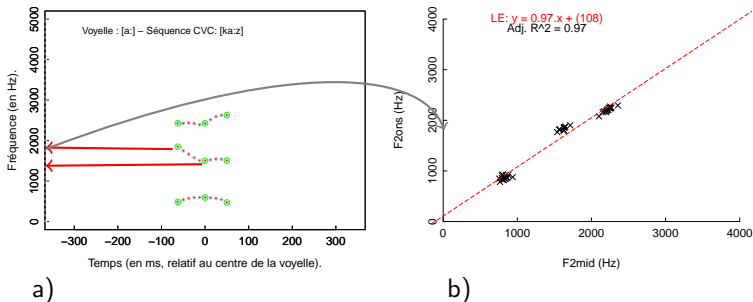 Voyelle : [a:] − Séquence CVC: [ka:z]
Fréquence (en Hz).
0 1000 2000 3000 4000 5000
−300 −200 −100 0 100 200 300
Temps (en ms, relatif au centre de la voyelle).
a)
LE: y = 0.97.x + (108)
Adj. R^2 = 0.97
F2ons (Hz)
0 1000 2000 3000 4000
1000 2000 3000 4000
F2mid (Hz)
b)